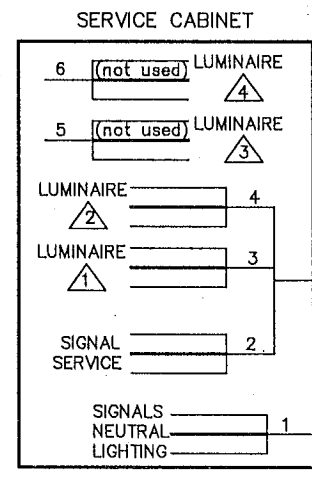 SERVICE CABINET
6 (not used) LUMINAIRE
4
5 (not used) LUMINAIRE
3
LUMINAIRE 4
2
LUMINAIRE 3
1
SIGNAL 2
SERVICE
SIGNALS
NEUTRAL 1
LIGHTING